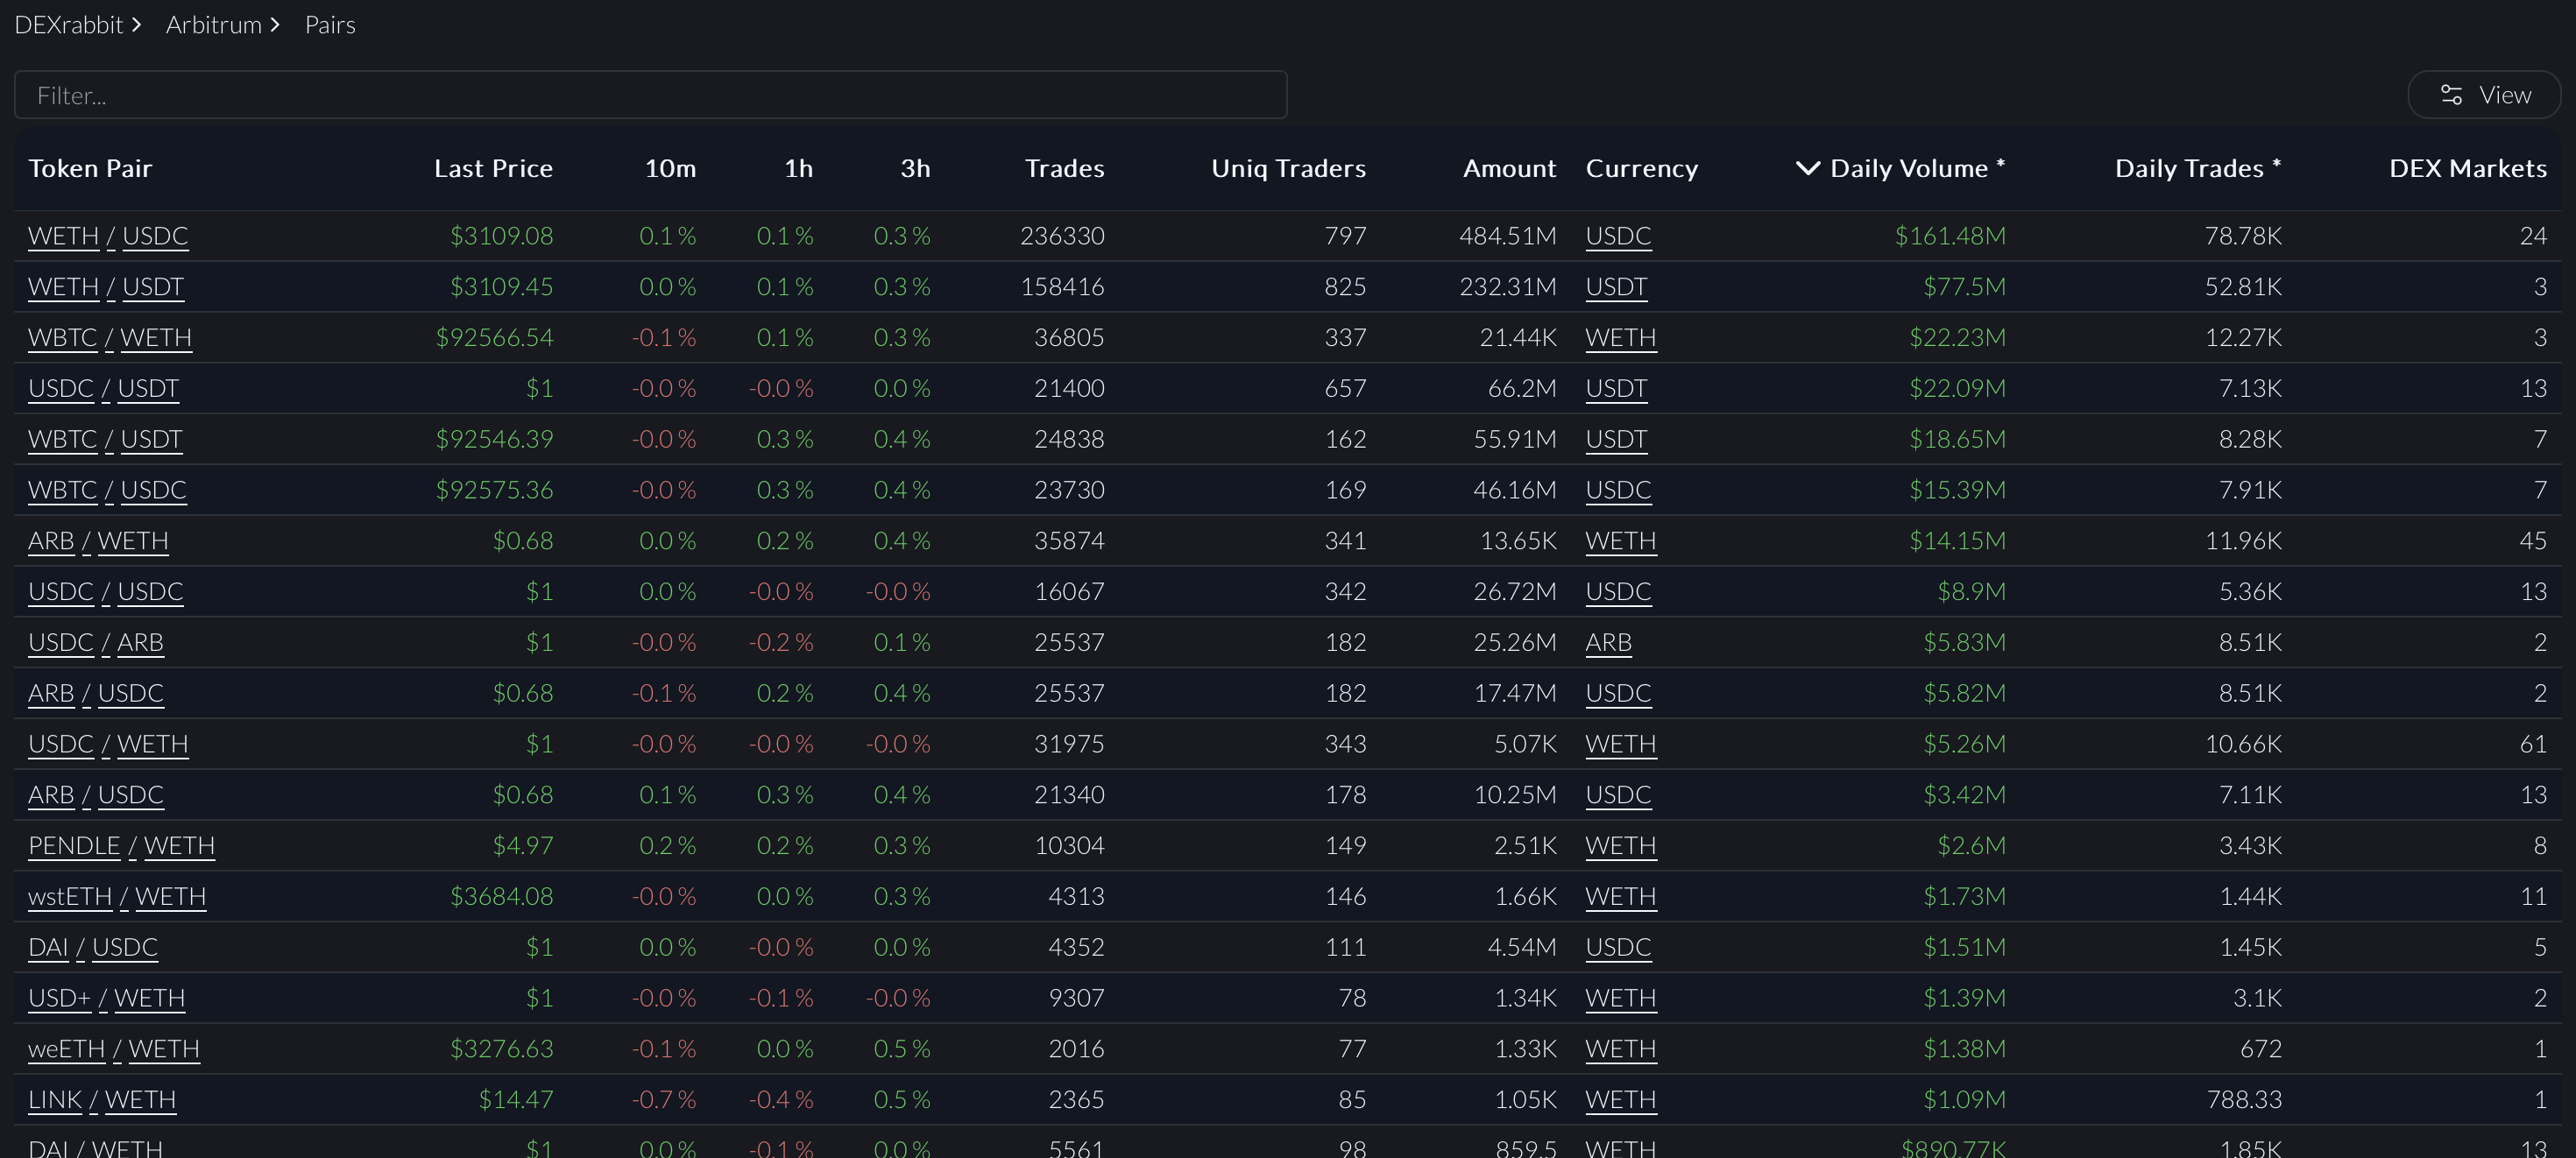 DEXrabbit > Arbitrum > Pairs
Filter...
View
Token Pair Last Price 10m 1h 3h Trades Uniq Traders Amount Currency Daily Volume * Daily Trades * DEX Markets
WETH / USDC $3109.08 0.1 % 0.1 % 0.3 % 236330 797 484.51M USDC $161.48M 78.78K 24
WETH / USDT $3109.45 0.0 % 0.1 % 0.3 % 158416 825 232.31M USDT $77.5M 52.81K 3
WBTC / WETH $92566.54 -0.1 % 0.1 % 0.3 % 36805 337 21.44K WETH $22.23M 12.27K 3
USDC / USDT $1 -0.0 % -0.0 % 0.0 % 21400 657 66.2M USDT $22.09M 7.13K 13
WBTC / USDT $92546.39 -0.0 % 0.3 % 0.4 % 24838 162 55.91M USDT $18.65M 8.28K 7
WBTC / USDC $92575.36 -0.0 % 0.3 % 0.4 % 23730 169 46.16M USDC $15.39M 7.91K 7
ARB / WETH $0.68 0.0 % 0.2 % 0.4 % 35874 341 13.65K WETH $14.15M 11.96K 45
USDC / USDC $1 0.0 % -0.0 % -0.0 % 16067 342 26.72M USDC $8.9M 5.36K 13
USDC / ARB $1 -0.0 % -0.2 % 0.1 % 25537 182 25.26M ARB $5.83M 8.51K 2
ARB / USDC $0.68 -0.1 % 0.2 % 0.4 % 25537 182 17.47M USDC $5.82M 8.51K 2
USDC / WETH $1 -0.0 % -0.0 % -0.0 % 31975 343 5.07K WETH $5.26M 10.66K 61
ARB / USDC $0.68 0.1 % 0.3 % 0.4 % 21340 178 10.25M USDC $3.42M 7.11K 13
PENDLE / WETH $4.97 0.2 % 0.2 % 0.3 % 10304 149 2.51K WETH $2.6M 3.43K 8
wstETH / WETH $3684.08 -0.0 % 0.0 % 0.3 % 4313 146 1.66K WETH $1.73M 1.44K 11
DAI / USDC $1 0.0 % -0.0 % 0.0 % 4352 111 4.54M USDC $1.51M 1.45K 5
USD+ / WETH $1 -0.0 % -0.1 % -0.0 % 9307 78 1.34K WETH $1.39M 3.1K 2
weETH / WETH $3276.63 -0.1 % 0.0 % 0.5 % 2016 77 1.33K WETH $1.38M 672 1
LINK / WETH $14.47 -0.7 % -0.4 % 0.5 % 2365 85 1.05K WETH $1.09M 788.33 1
DAI / WETH $1 0.0 % -0.1 % 0.0 % 5561 98 859.5 WETH $890.77K 1.85K 13